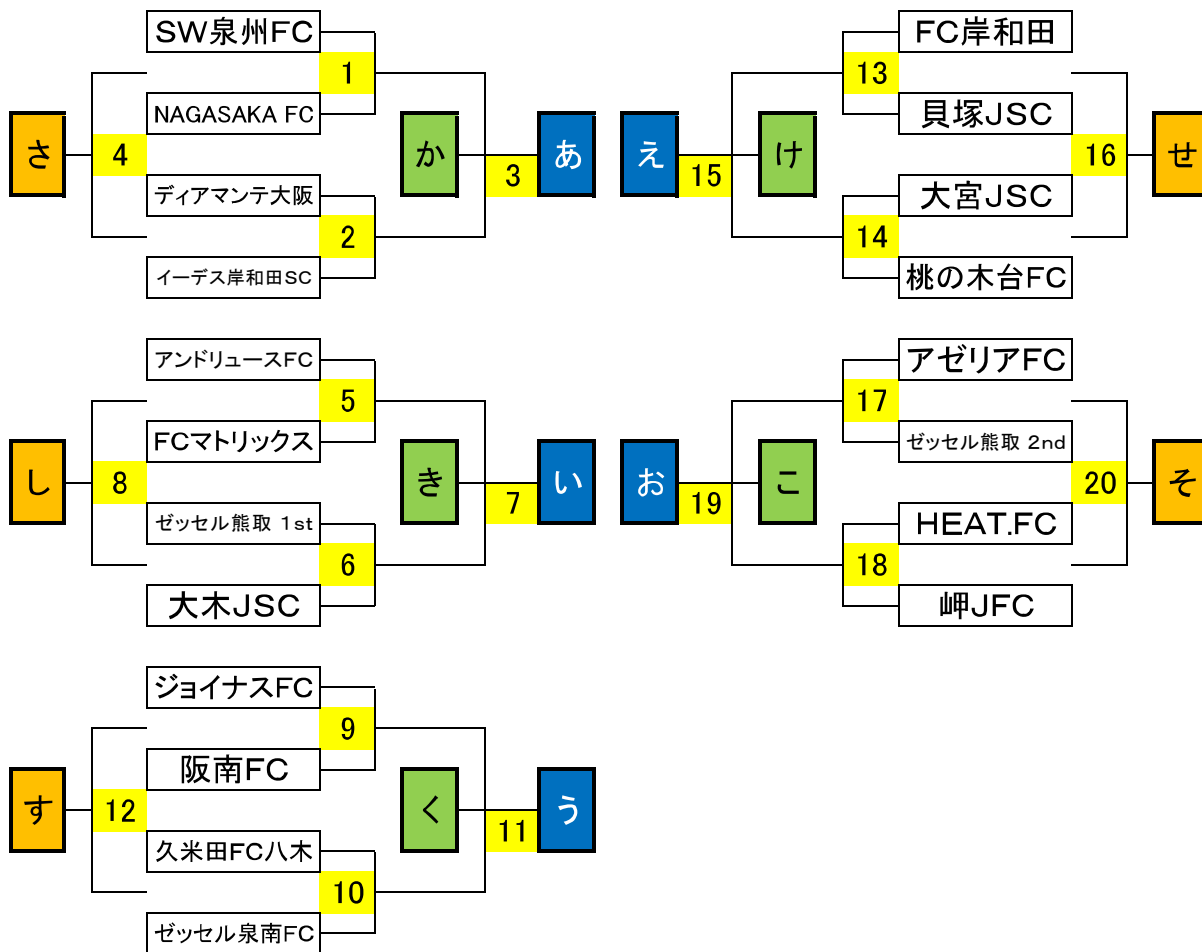 SW泉州FC
1
NAGASAKA FC
さ
4
か
3
あ
ディアマンテ大阪
2
イーデス岸和田SC
FC岸和田
13
貝塚JSC
え
15
け
16
せ
大宮JSC
14
桃の木台FC
アンドリュースFC
5
FCマトリックス
し
8
き
7
い
ゼッセル熊取 1st
6
大木JSC
アゼリアFC
17
ゼッセル熊取 2nd
お
19
こ
20
そ
HEAT.FC
18
岬JFC
ジョイナスFC
9
阪南FC
す
12
く
11
う
久米田FC八木
10
ゼッセル泉南FC